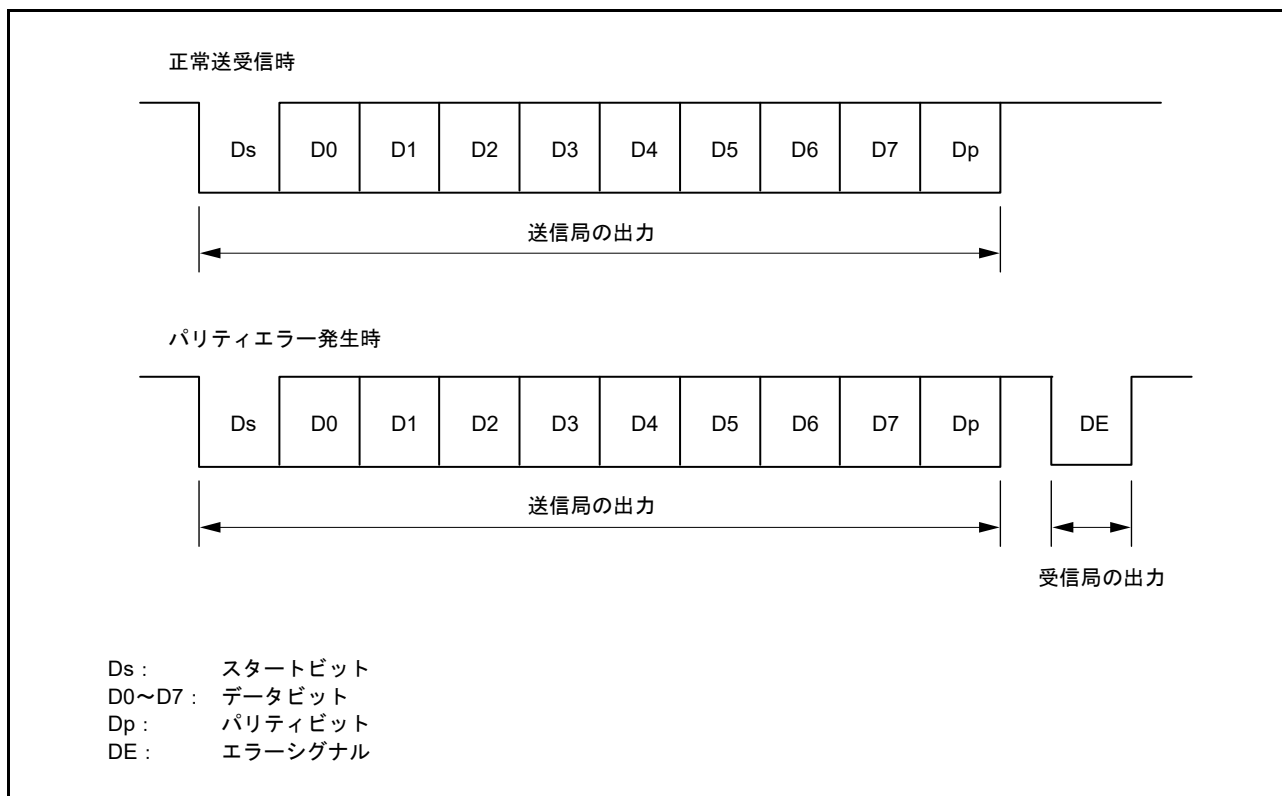 正常送受信時
Ds D0 D1 D2 D3 D4 D5 D6 D7 Dp
送信局の出力
パリティエラー発生時
Ds D0 D1 D2 D3 D4 D5 D6 D7 Dp DE
送信局の出力
受信局の出力
Ds： スタートビット
D0～D7： データビット
Dp： パリティビット
DE： エラーシグナル